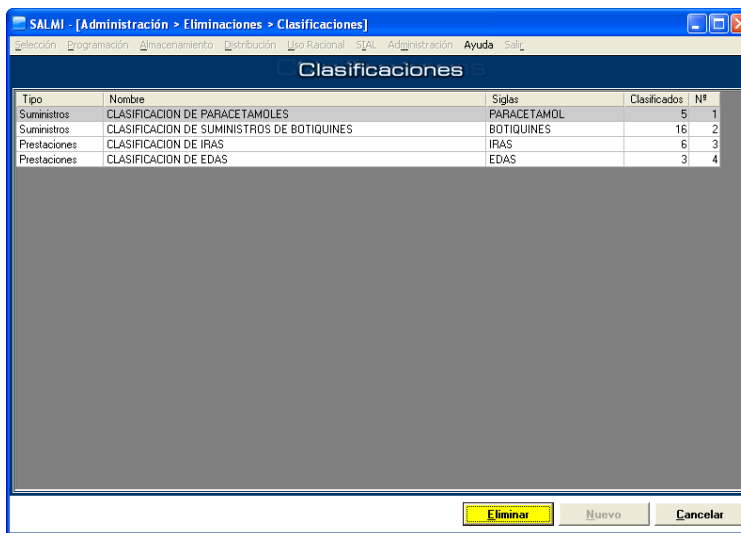 SALMI - [Administración > Eliminaciones > Clasificaciones]
Selección Programación Almacenamiento Distribución Uso Racional SIAL Administración Ayuda Salir
Clasificaciones
Tipo Nombre Siglas Clasificados Nº
Suministros CLASIFICACION DE PARACETAMOLES PARACETAMOL 5 1
Suministros CLASIFICACION DE SUMINISTROS DE BOTIQUINES BOTIQUINES 16 2
Prestaciones CLASIFICACION DE IRAS IRAS 6 3
Prestaciones CLASIFICACION DE EDAS EDAS 3 4
Eliminar Nuevo Cancelar